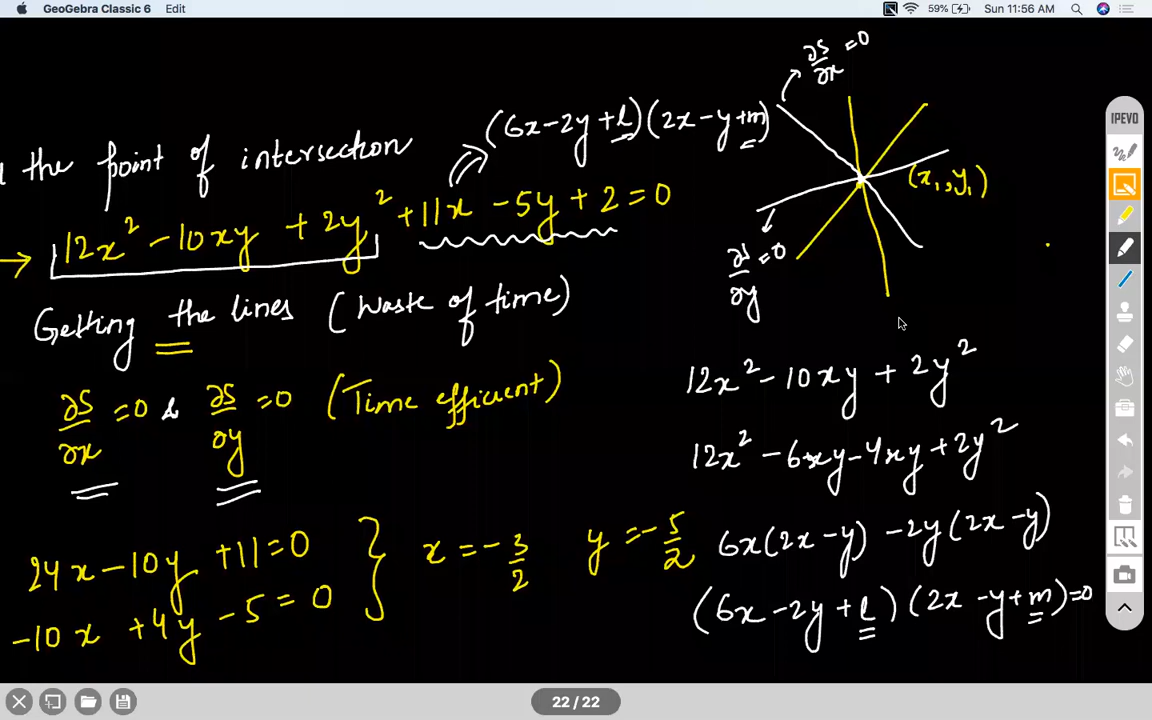 GeoGebra Classic 6 Edit 59% Sun 11:56 AM
∂S/∂x = 0
(6x - 2y + l)(2x - y + m)
the point of intersection
IPEVO
(x₁, y₁)
12x² - 10xy + 2y² + 11x - 5y + 2 = 0
∂S/∂y = 0
Getting the lines (Waste of time)
12x² - 10xy + 2y²
∂S/∂x = 0 & ∂S/∂y = 0 (Time efficient)
12x² - 6xy - 4xy + 2y²
6x(2x - y) - 2y(2x - y)
24x - 10y + 11 = 0
-10x + 4y - 5 = 0
x = -3/2 y = -5/2
(6x - 2y + l)(2x - y + m) = 0
22 / 22